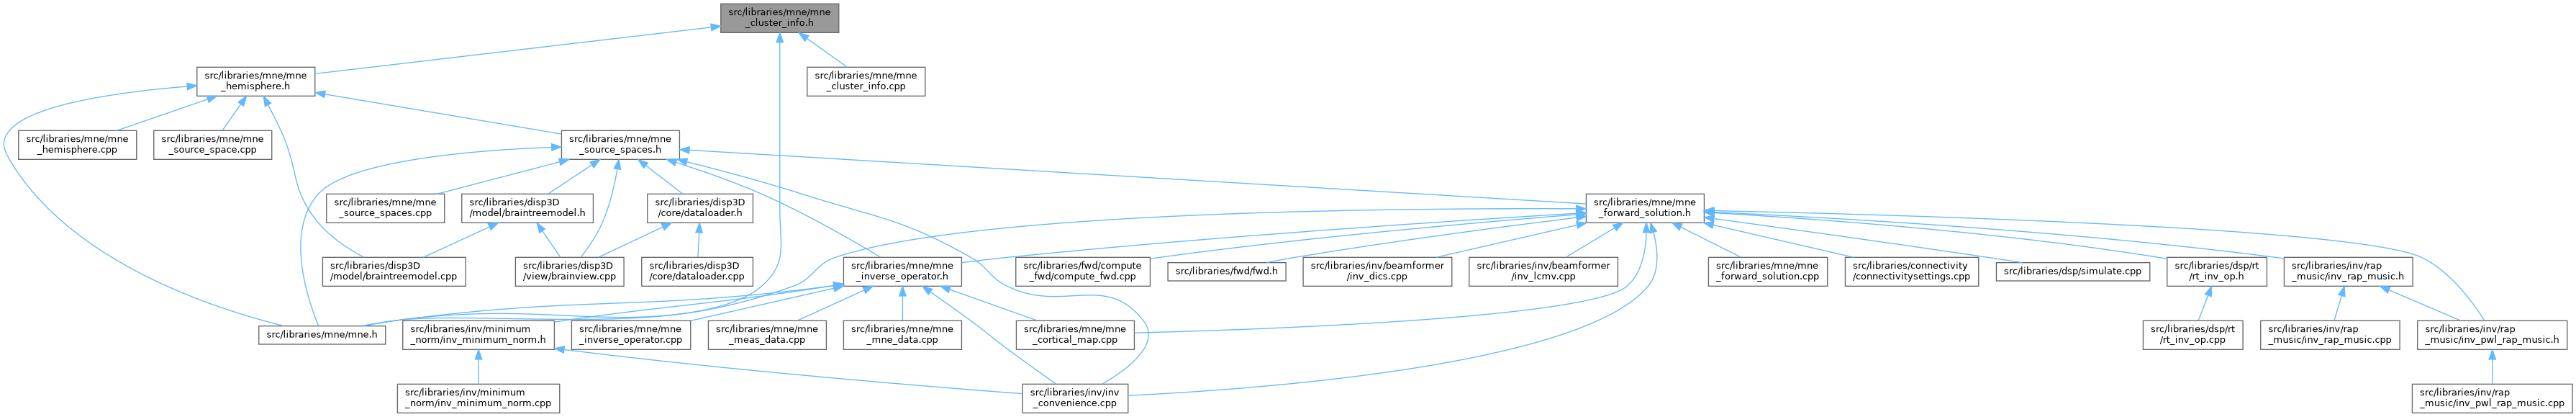 src/libraries/mne/mne
_cluster_info.h
src/libraries/mne/mne
_hemisphere.h
src/libraries/mne/mne
_cluster_info.cpp
src/libraries/mne/mne
_hemisphere.cpp
src/libraries/mne/mne
_source_space.cpp
src/libraries/mne/mne
_source_spaces.h
src/libraries/mne/mne
_source_spaces.cpp
src/libraries/disp3D
/model/braintreemodel.h
src/libraries/disp3D
/core/dataloader.h
src/libraries/mne/mne
_forward_solution.h
src/libraries/disp3D
/model/braintreemodel.cpp
src/libraries/disp3D
/view/brainview.cpp
src/libraries/disp3D
/core/dataloader.cpp
src/libraries/mne/mne
_inverse_operator.h
src/libraries/fwd/compute
_fwd/compute_fwd.cpp
src/libraries/fwd/fwd.h
src/libraries/inv/beamformer
/inv_dics.cpp
src/libraries/inv/beamformer
/inv_lcmv.cpp
src/libraries/mne/mne
_forward_solution.cpp
src/libraries/connectivity
/connectivitysettings.cpp
src/libraries/dsp/simulate.cpp
src/libraries/dsp/rt
/rt_inv_op.h
src/libraries/inv/rap
_music/inv_rap_music.h
src/libraries/mne/mne.h
src/libraries/inv/minimum
_norm/inv_minimum_norm.h
src/libraries/mne/mne
_inverse_operator.cpp
src/libraries/mne/mne
_meas_data.cpp
src/libraries/mne/mne
_mne_data.cpp
src/libraries/mne/mne
_cortical_map.cpp
src/libraries/dsp/rt
/rt_inv_op.cpp
src/libraries/inv/rap
_music/inv_rap_music.cpp
src/libraries/inv/rap
_music/inv_pwl_rap_music.h
src/libraries/inv/minimum
_norm/inv_minimum_norm.cpp
src/libraries/inv/inv
_convenience.cpp
src/libraries/inv/rap
_music/inv_pwl_rap_music.cpp